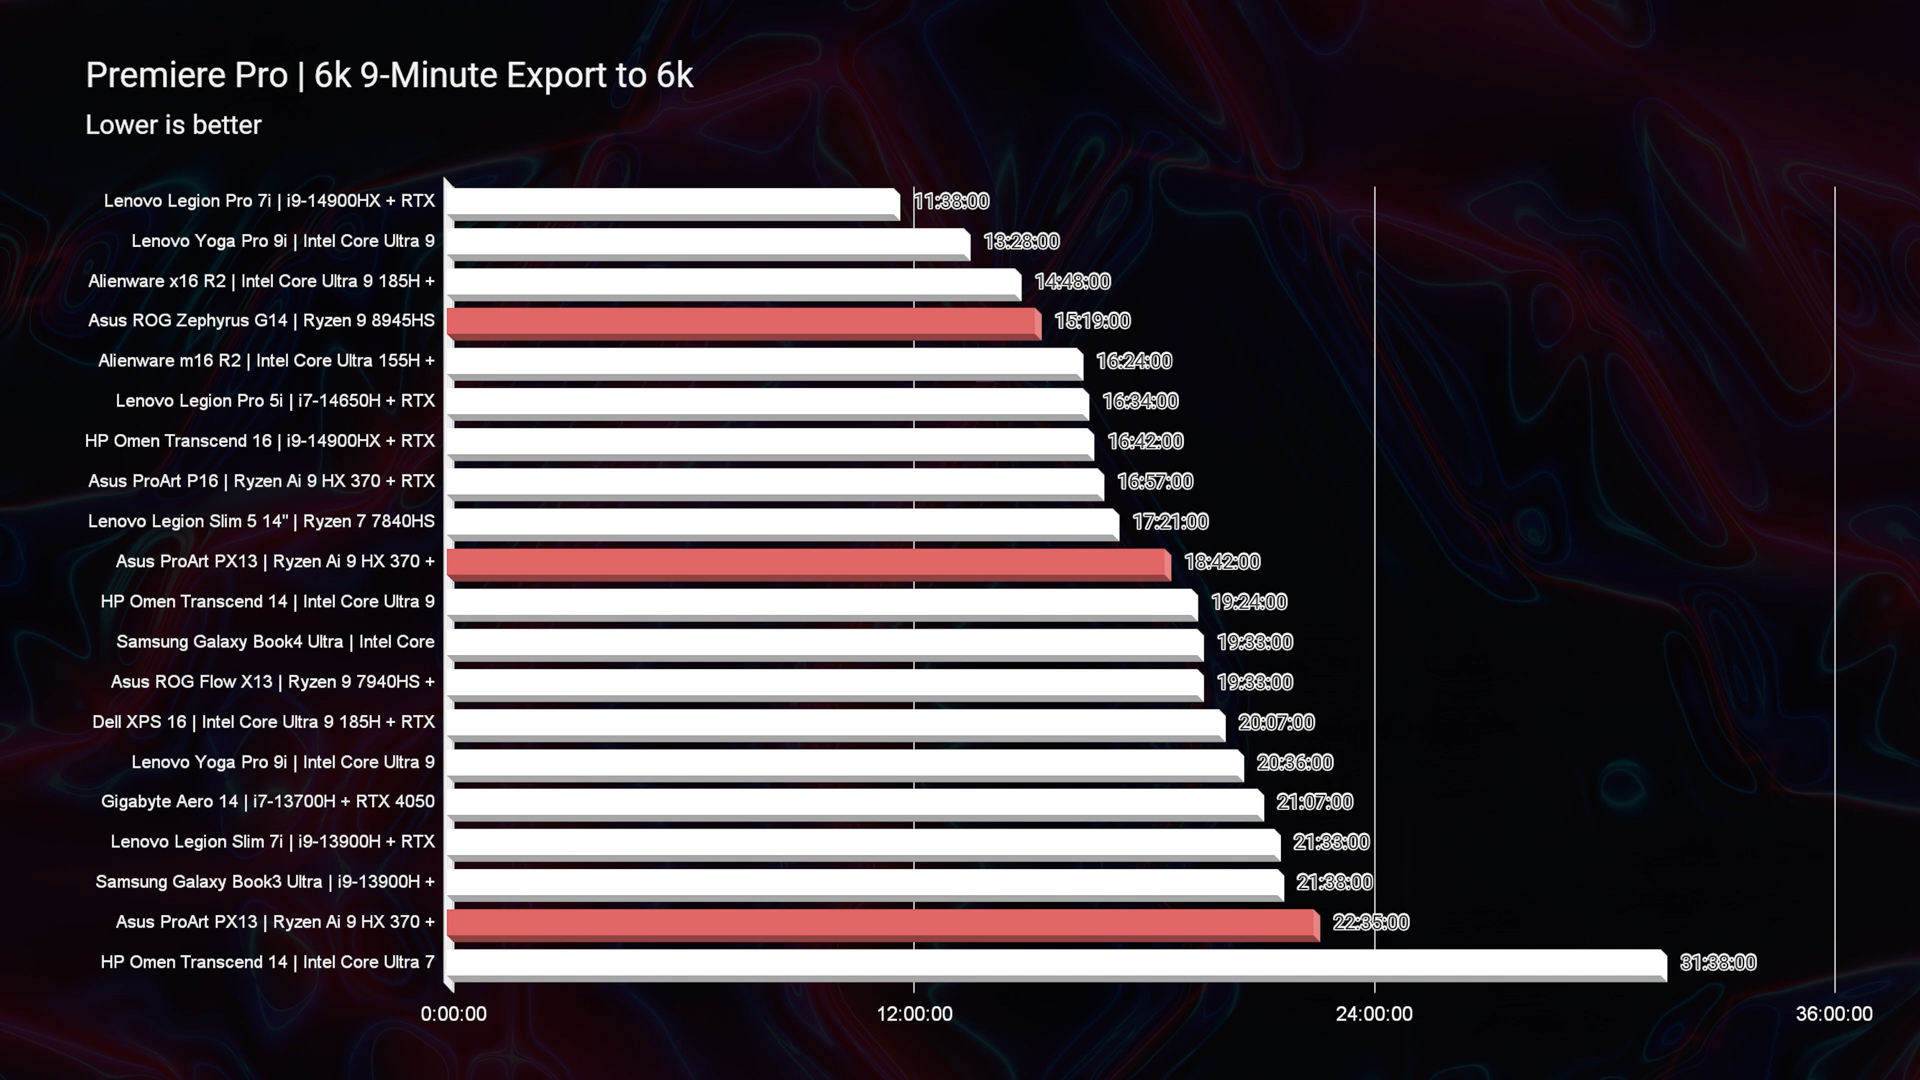 Premiere Pro | 6k 9-Minute Export to 6k
Lower is better
Lenovo Legion Pro 7i | i9-14900HX + RTX 11:38:00
Lenovo Yoga Pro 9i | Intel Core Ultra 9 13:28:00
Alienware x16 R2 | Intel Core Ultra 9 185H + 14:48:00
Asus ROG Zephyrus G14 | Ryzen 9 8945HS 15:19:00
Alienware m16 R2 | Intel Core Ultra 155H + 16:24:00
Lenovo Legion Pro 5i | i7-14650H + RTX 16:34:00
HP Omen Transcend 16 | i9-14900HX + RTX 16:42:00
Asus ProArt P16 | Ryzen Ai 9 HX 370 + RTX 16:57:00
Lenovo Legion Slim 5 14" | Ryzen 7 7840HS 17:21:00
Asus ProArt PX13 | Ryzen Ai 9 HX 370 + 18:42:00
HP Omen Transcend 14 | Intel Core Ultra 9 19:24:00
Samsung Galaxy Book4 Ultra | Intel Core 19:33:00
Asus ROG Flow X13 | Ryzen 9 7940HS + 19:33:00
Dell XPS 16 | Intel Core Ultra 9 185H + RTX 20:07:00
Lenovo Yoga Pro 9i | Intel Core Ultra 9 20:36:00
Gigabyte Aero 14 | i7-13700H + RTX 4050 21:07:00
Lenovo Legion Slim 7i | i9-13900H + RTX 21:33:00
Samsung Galaxy Book3 Ultra | i9-13900H + 21:38:00
Asus ProArt PX13 | Ryzen Ai 9 HX 370 + 22:35:00
HP Omen Transcend 14 | Intel Core Ultra 7 31:38:00
0:00:00 12:00:00 24:00:00 36:00:00